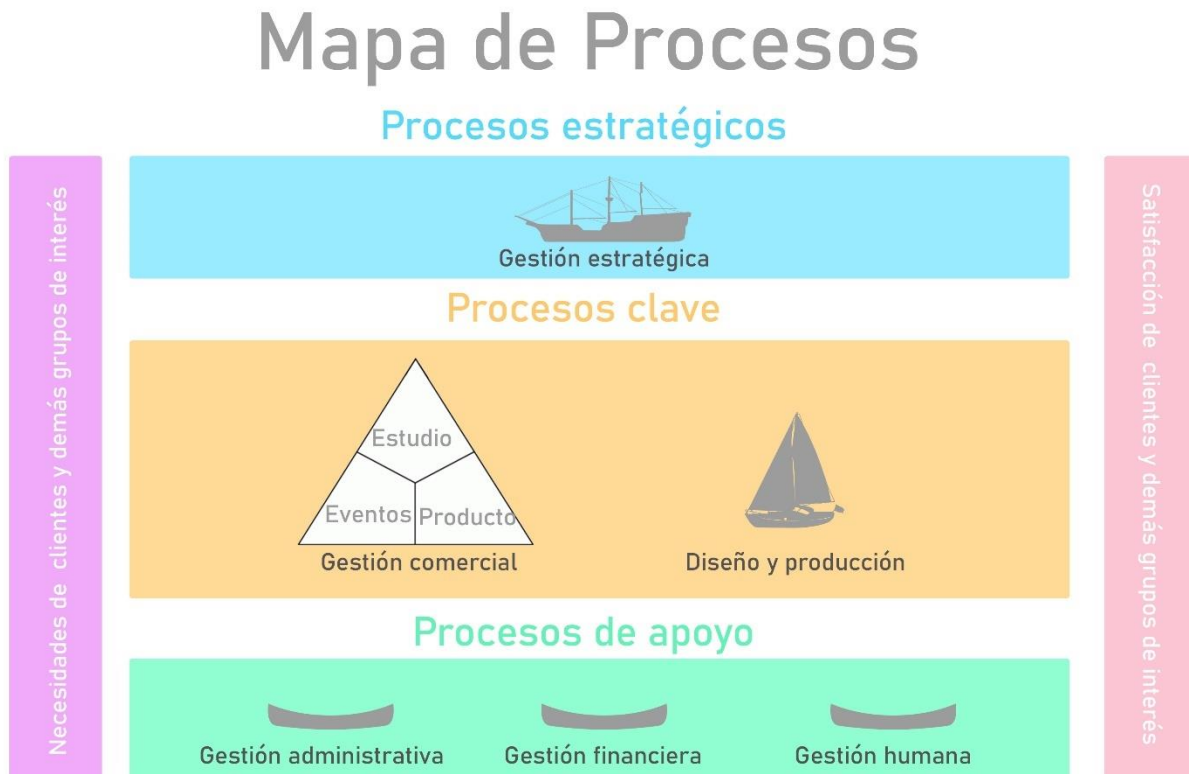 Mapa de Procesos
Procesos estratégicos
Necesidades de clientes y demás grupos de interés
Gestión estratégica
Satisfacción de clientes y demás grupos de interés
Procesos clave
Estudio
Eventos
Producto
Gestión comercial
Diseño y producción
Procesos de apoyo
Gestión administrativa
Gestión financiera
Gestión humana